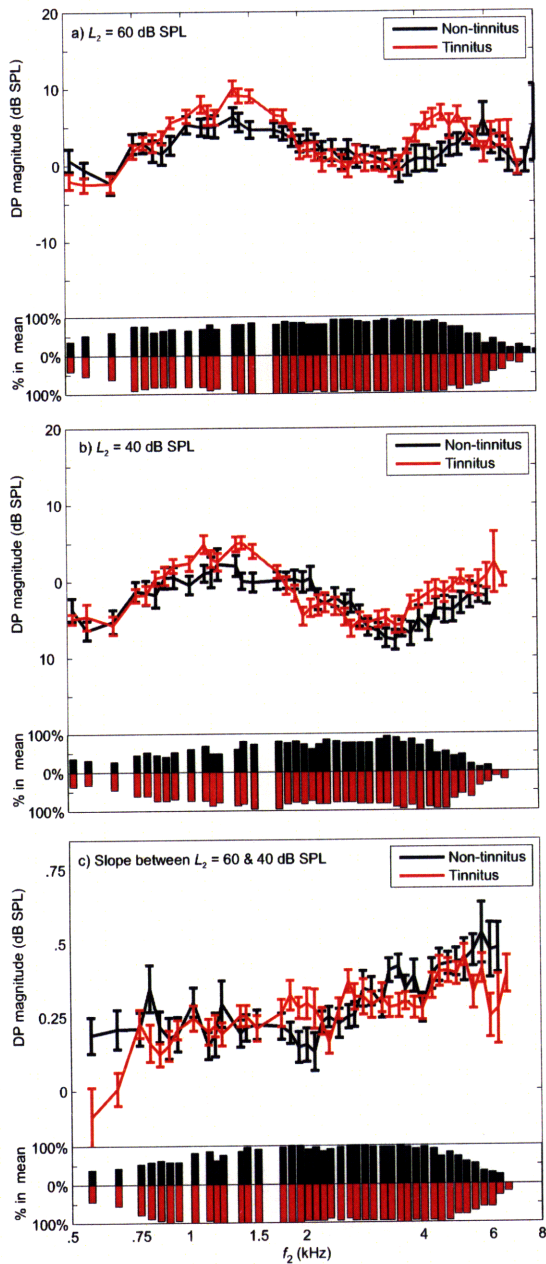 20
a) L2 = 60 dB SPL
Non-tinnitus
Tinnitus
10
0
-10
DP magnitude (dB SPL)
100%
0%
100%
% in mean
20
b) L2 = 40 dB SPL
Non-tinnitus
Tinnitus
10
0
10
DP magnitude (dB SPL)
100%
0%
100%
% in mean
.75
c) Slope between L2 = 60 & 40 dB SPL
Non-tinnitus
Tinnitus
.5
0.25
0
DP magnitude (dB SPL)
100%
0%
100%
% in mean
.5 .75 1 1.5 2 4 6 8
f2 (kHz)